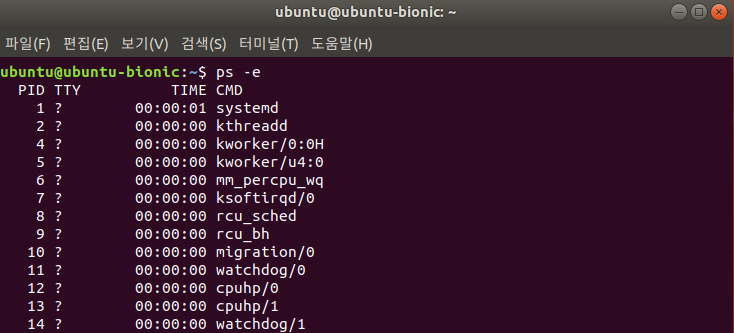 ubuntu@ubuntu-bionic: ~
파일(F) 편집(E) 보기(V) 검색(S) 터미널(T) 도움말(H)
ubuntu@ubuntu-bionic:~$ ps -e
PID TTY TIME CMD
1 ? 00:00:01 systemd
2 ? 00:00:00 kthreadd
4 ? 00:00:00 kworker/0:0H
5 ? 00:00:00 kworker/u4:0
6 ? 00:00:00 mm_percpu_wq
7 ? 00:00:00 ksoftirqd/0
8 ? 00:00:00 rcu_sched
9 ? 00:00:00 rcu_bh
10 ? 00:00:00 migration/0
11 ? 00:00:00 watchdog/0
12 ? 00:00:00 cpuhp/0
13 ? 00:00:00 cpuhp/1
14 ? 00:00:00 watchdog/1